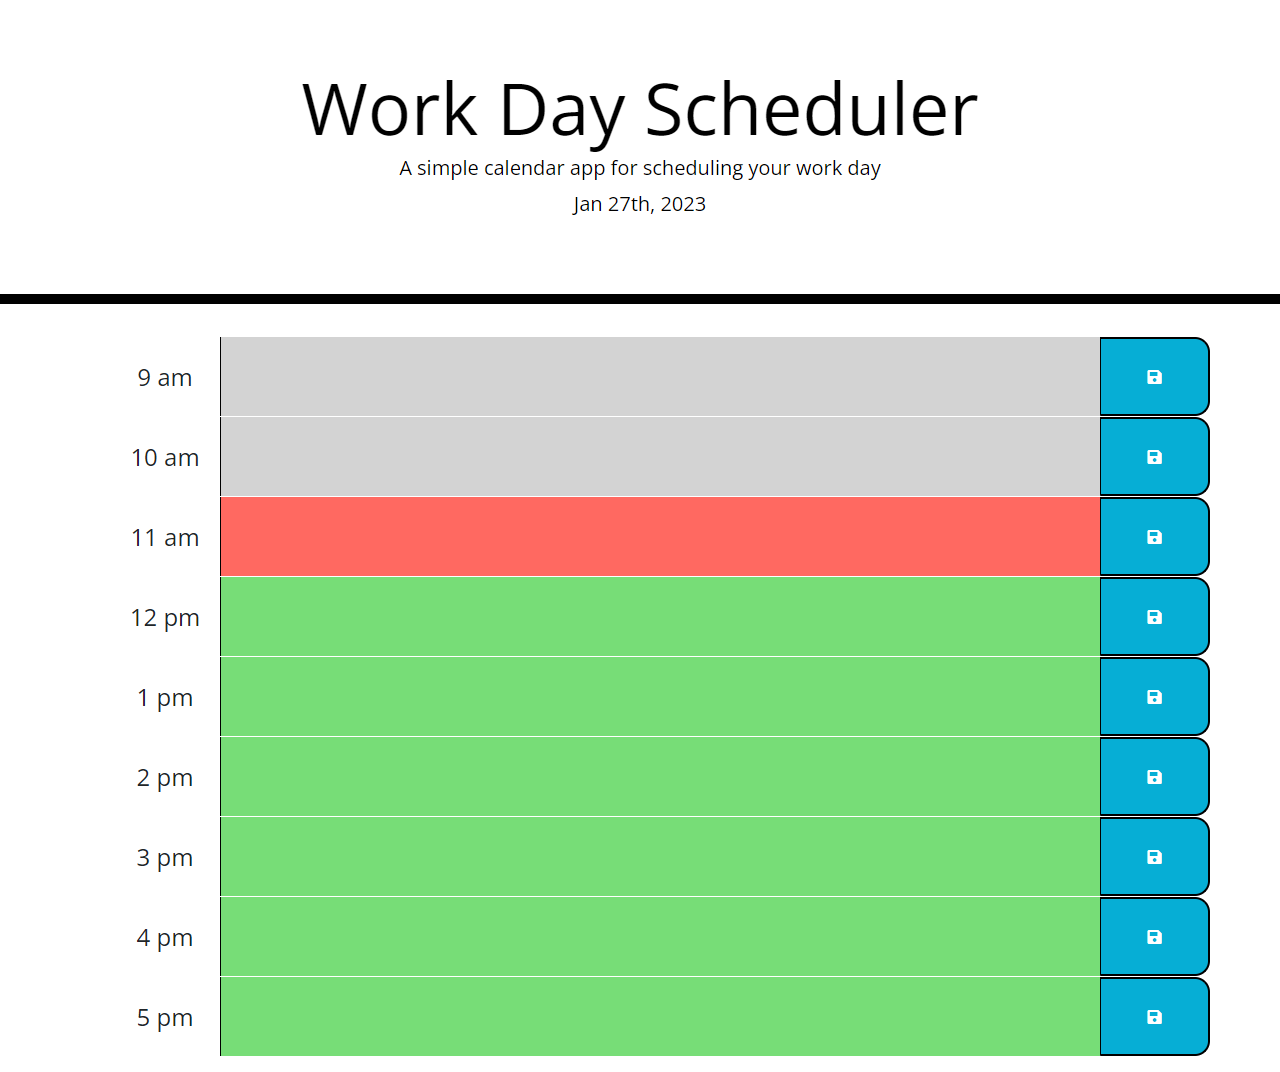 Work Day Scheduler
A simple calendar app for scheduling your work day
Jan 27th, 2023
9 am
10 am
11 am
12 pm
1 pm
2 pm
3 pm
4 pm
5 pm